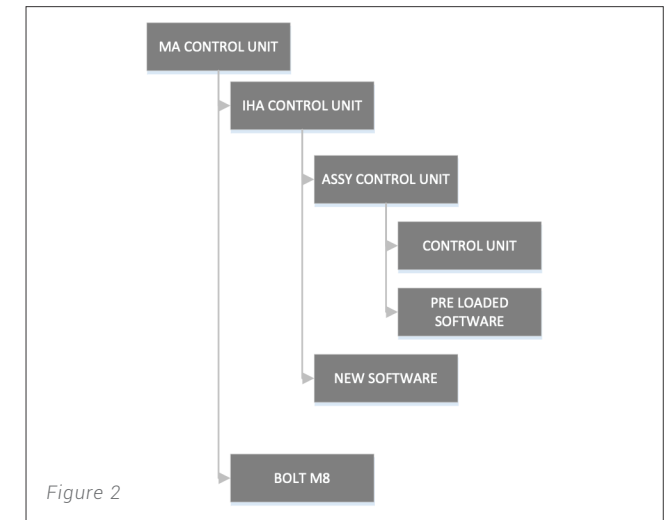 MA CONTROL UNIT
IHA CONTROL UNIT
ASSY CONTROL UNIT
CONTROL UNIT
PRE LOADED
SOFTWARE
NEW SOFTWARE
BOLT M8
Figure 2